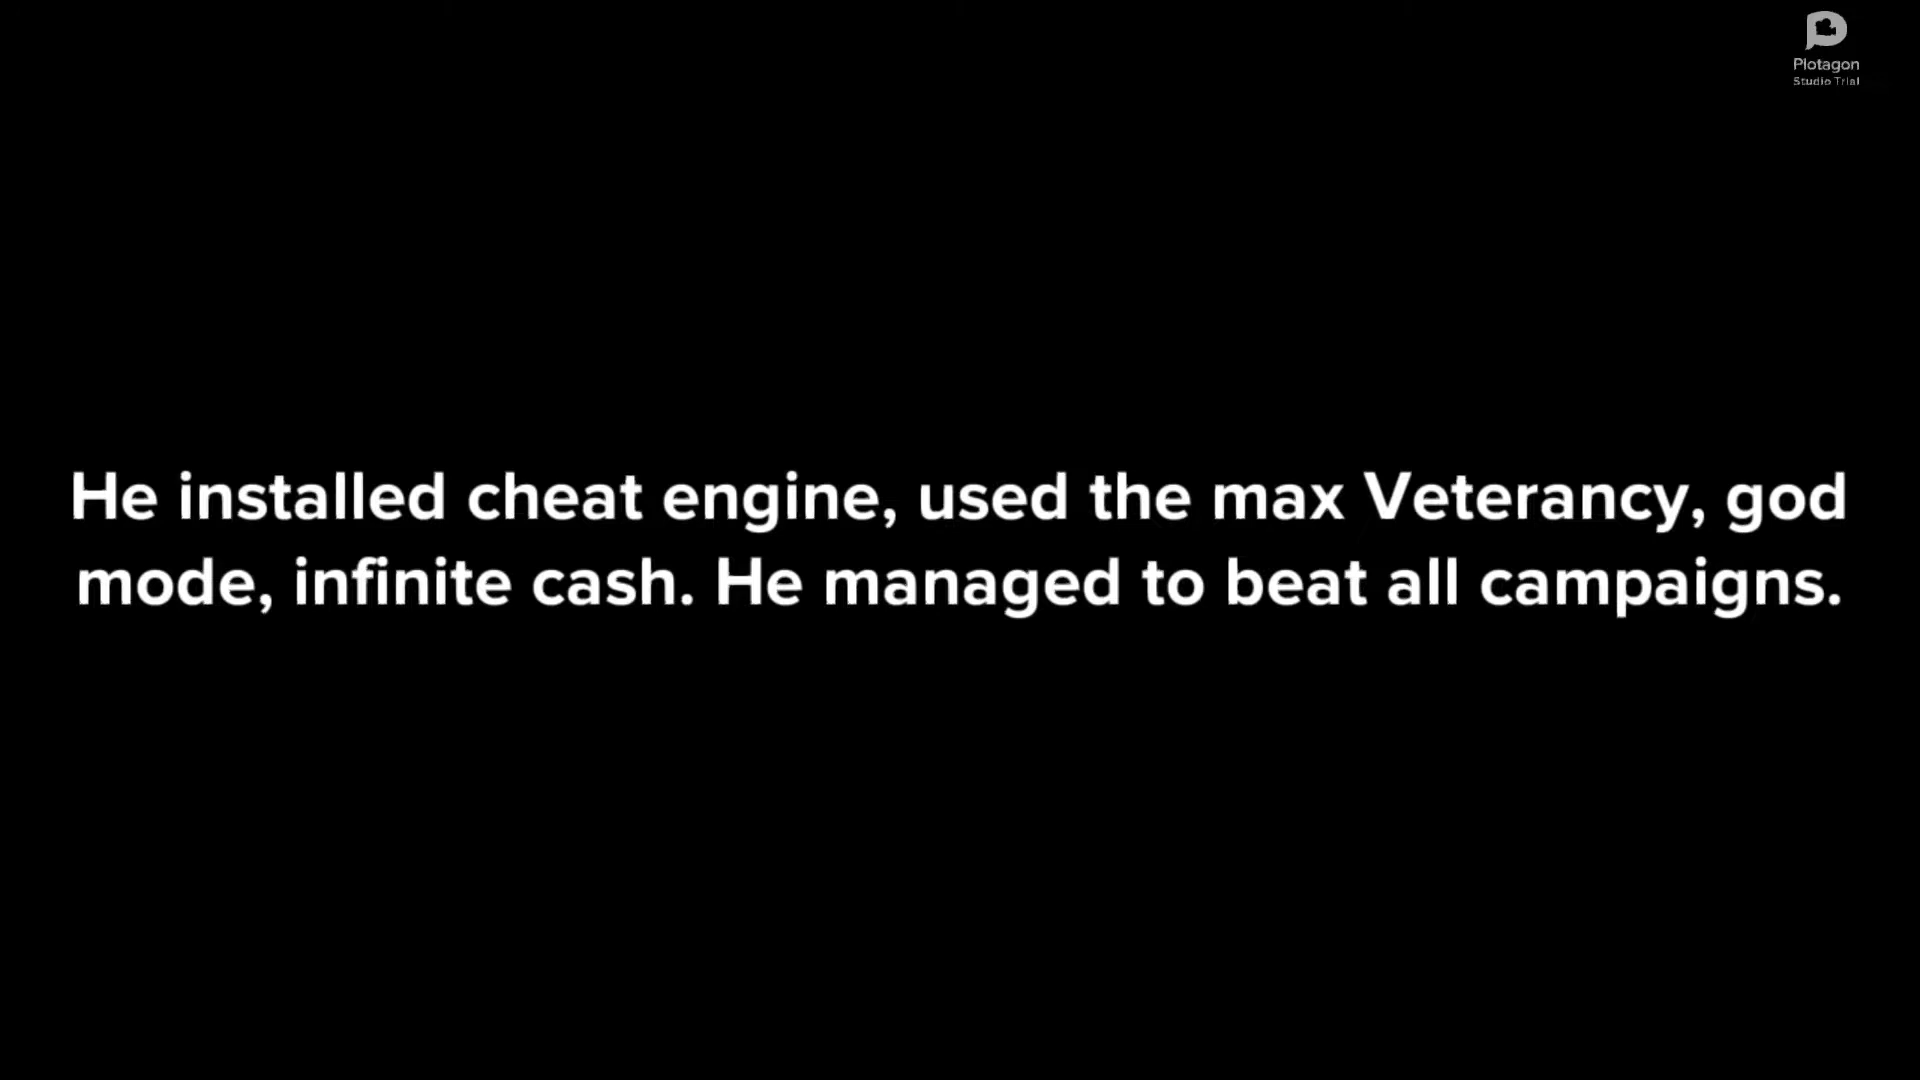 Plotagon
Studio Trial
He installed cheat engine, used the max Veterancy, god
mode, infinite cash. He managed to beat all campaigns.